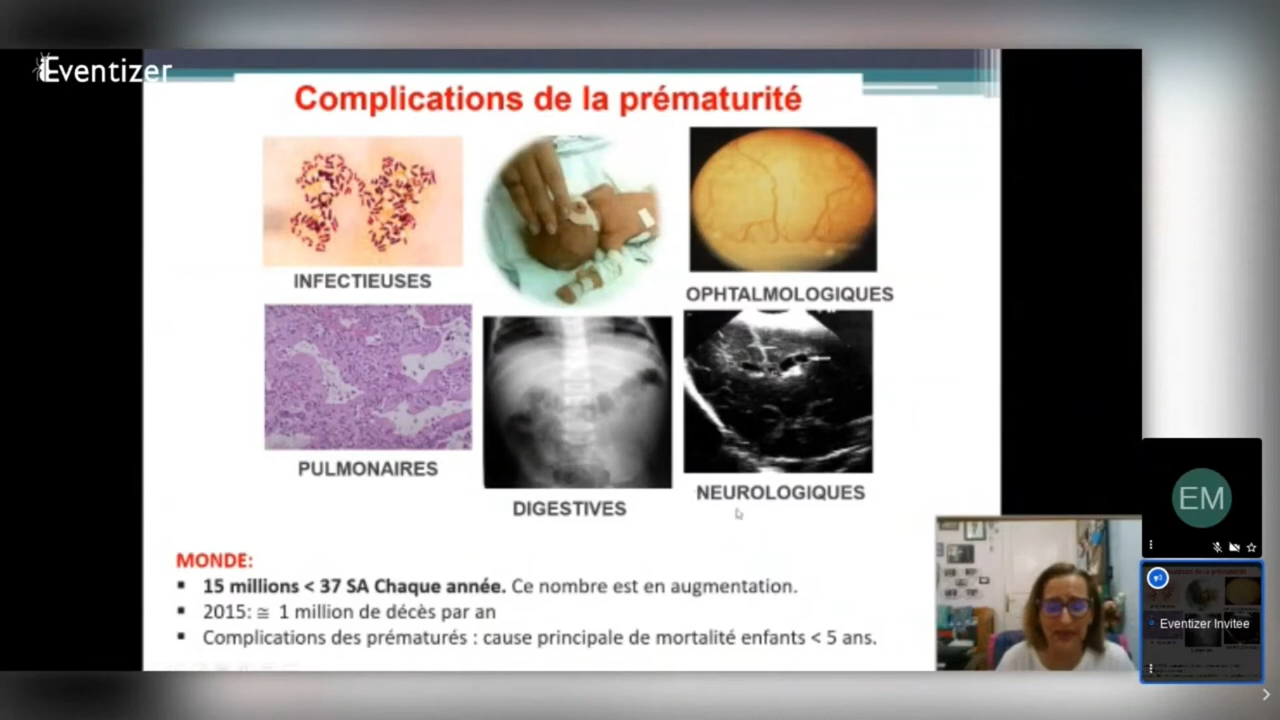 Eventizer
Complications de la prématurité
INFECTIEUSES
OPHTALMOLOGIQUES
PULMONAIRES
DIGESTIVES
NEUROLOGIQUES
MONDE:
▪ 15 millions < 37 SA Chaque année. Ce nombre est en augmentation.
▪ 2015: ≅ 1 million de décès par an
▪ Complications des prématurés : cause principale de mortalité enfants < 5 ans.
EM
Eventizer Invitee